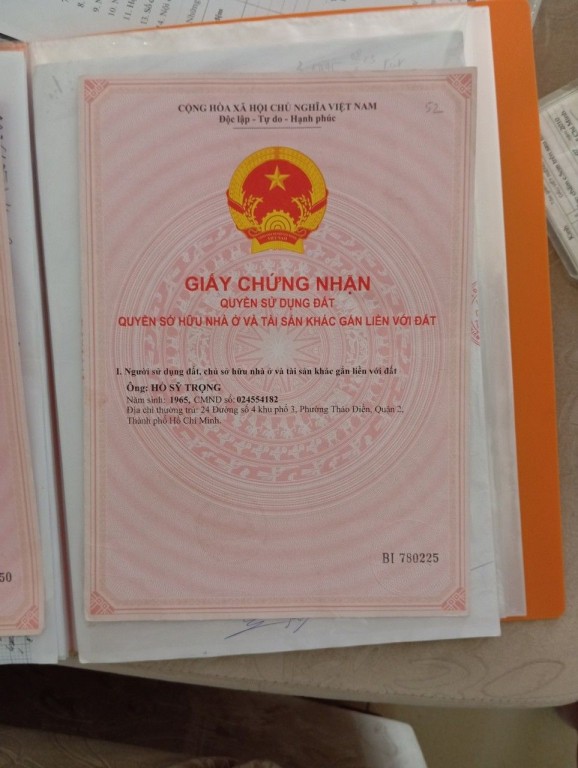 CỘNG HÒA XÃ HỘI CHỦ NGHĨA VIỆT NAM
Độc lập - Tự do - Hạnh phúc
52
GIẤY CHỨNG NHẬN
QUYỀN SỬ DỤNG ĐẤT
QUYỀN SỞ HỮU NHÀ Ở VÀ TÀI SẢN KHÁC GẮN LIỀN VỚI ĐẤT
I. Người sử dụng đất, chủ sở hữu nhà ở và tài sản khác gắn liền với đất
Ông: HỒ SỸ TRỌNG
Năm sinh: 1965, CMND số: 024554182
Địa chỉ thường trú: 24 Đường số 4 khu phố 3, Phường Thảo Điền, Quận 2,
Thành phố Hồ Chí Minh.
BI 780225
50